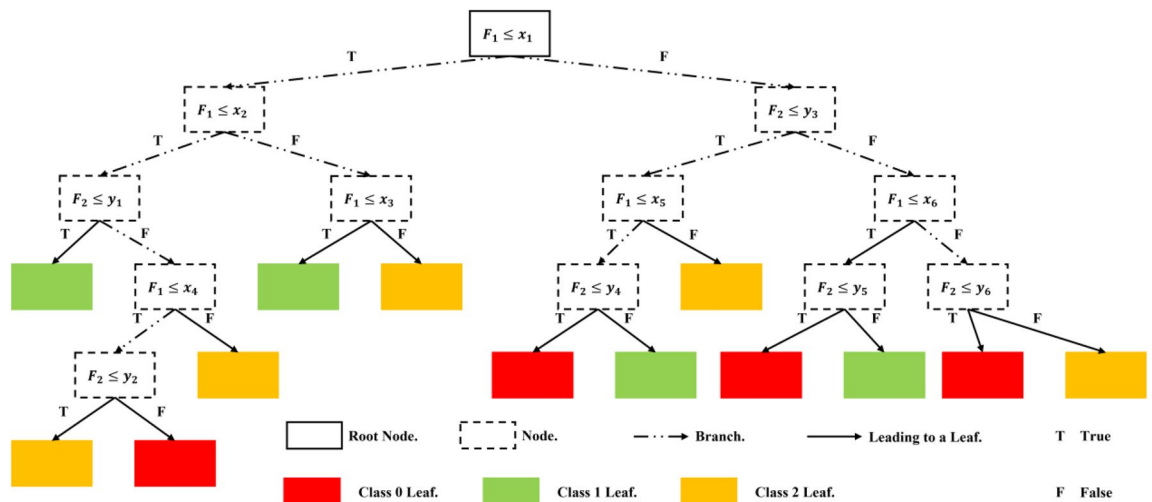 F₁ ≤ x₁
T F
F₁ ≤ x₂ F₂ ≤ y₃
T F T F
F₂ ≤ y₁ F₁ ≤ x₃ F₁ ≤ x₅ F₁ ≤ x₆
T F T F T F T F
F₁ ≤ x₄ F₂ ≤ y₄ F₂ ≤ y₅ F₂ ≤ y₆
T F T F T F T F
F₂ ≤ y₂
T F
Root Node. Node. Branch. Leading to a Leaf. T True
Class 0 Leaf. Class 1 Leaf. Class 2 Leaf. F False